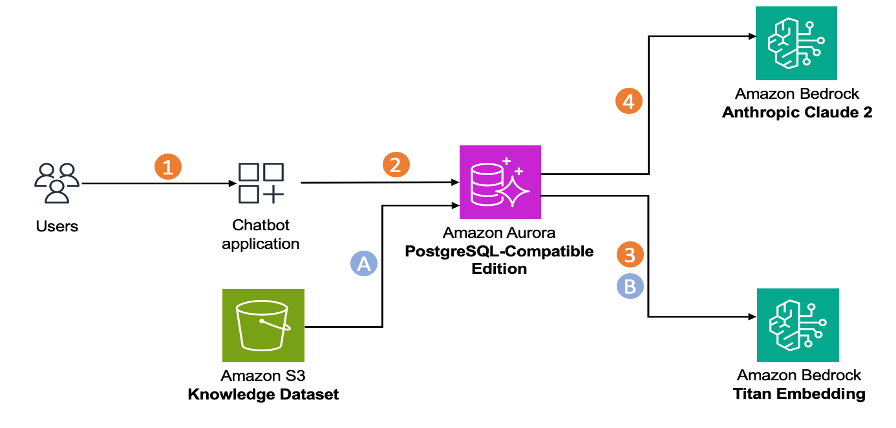 Amazon Bedrock
Anthropic Claude 2
4
1
2
Users
Chatbot
application
Amazon Aurora
PostgreSQL-Compatible
Edition
A
3
B
Amazon S3
Knowledge Dataset
Amazon Bedrock
Titan Embedding